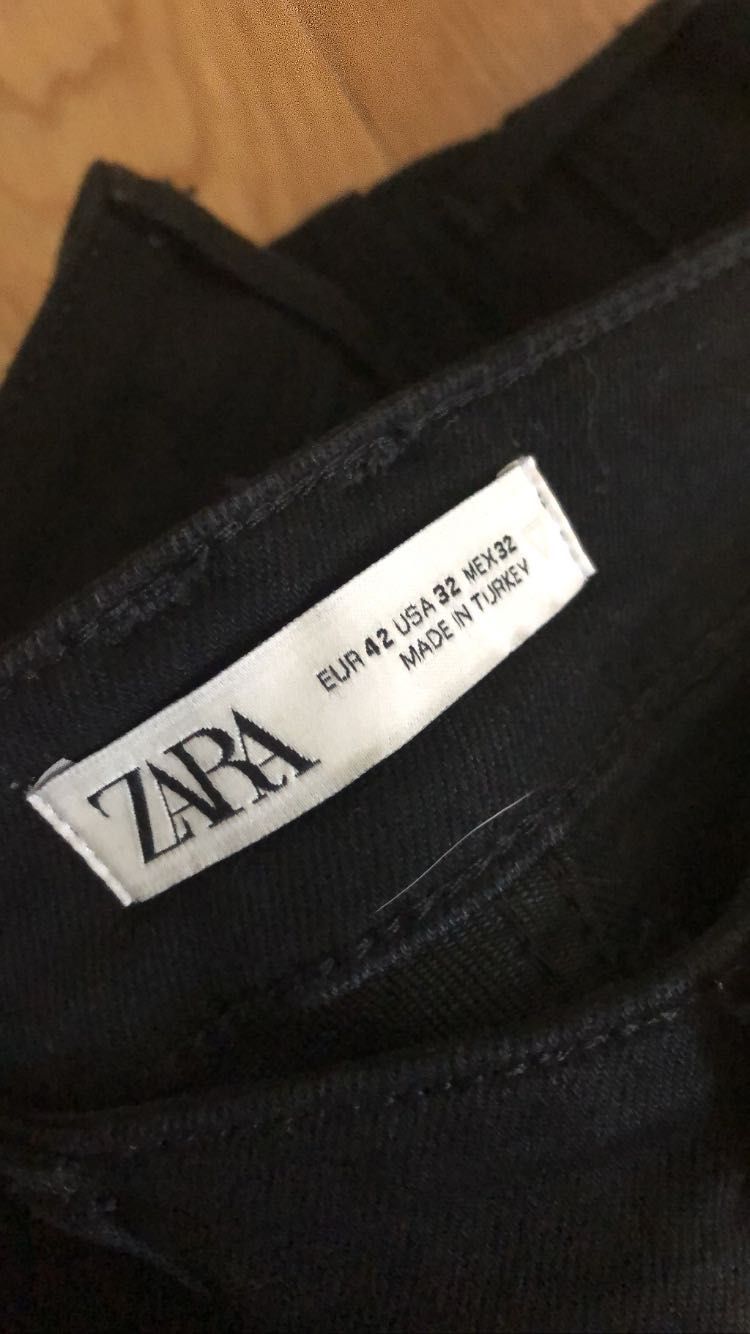 ZARA
EUR 42 USA 32 MEX 32
MADE IN TURKEY